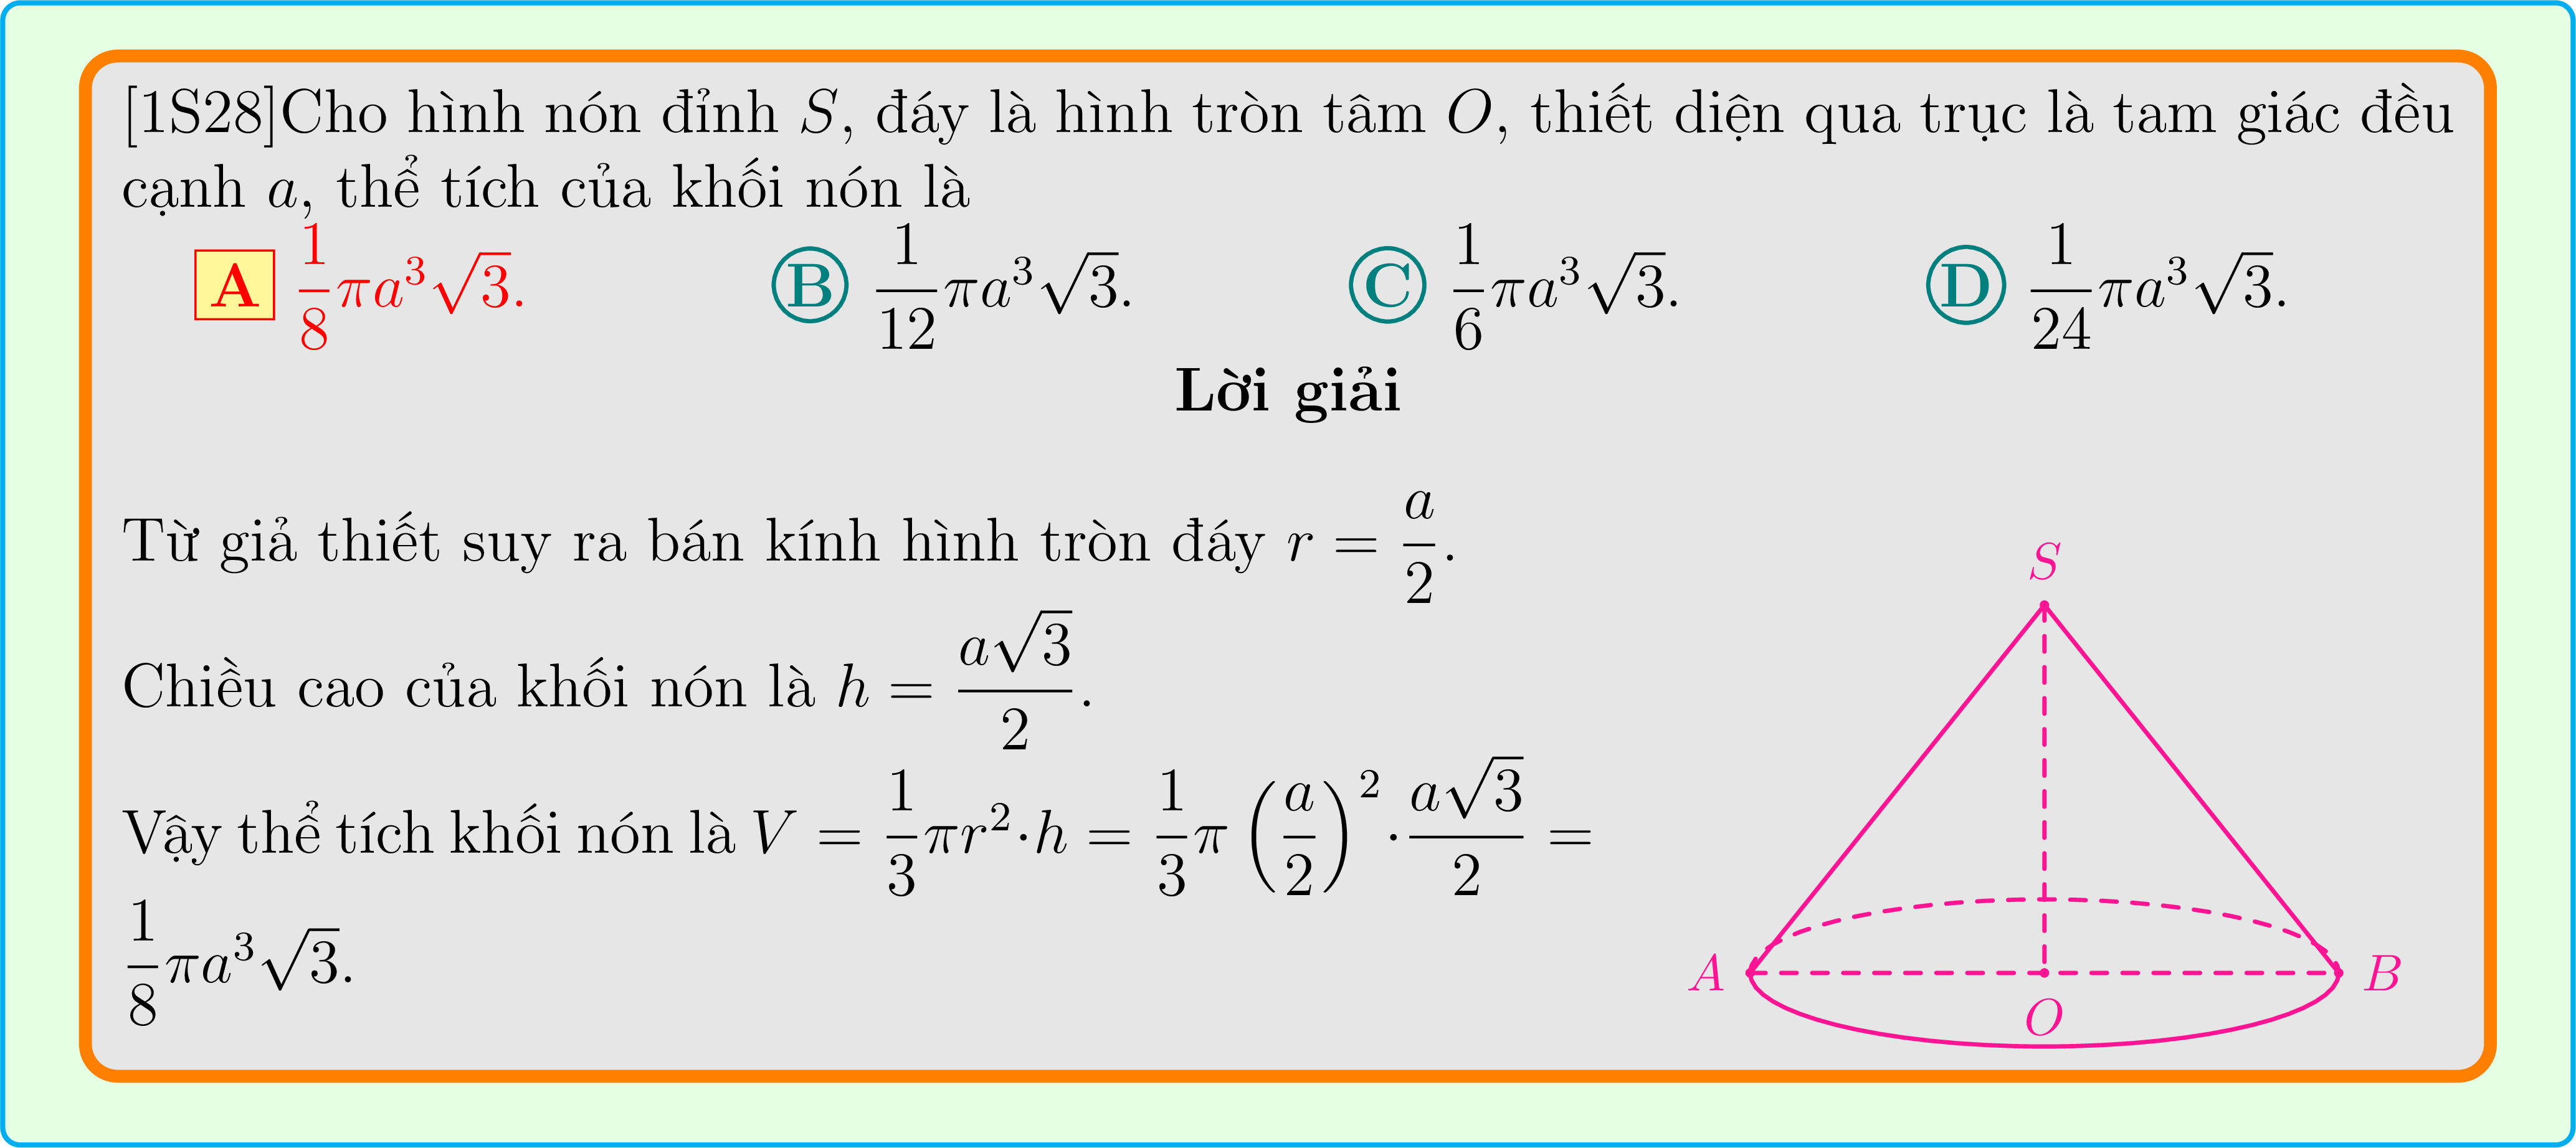 [1S28]Cho hình nón đỉnh S, đáy là hình tròn tâm O, thiết diện qua trục là tam giác đều
cạnh a, thể tích của khối nón là
A $\frac{1}{8}\pi a^3\sqrt{3}$. B $\frac{1}{12}\pi a^3\sqrt{3}$. C $\frac{1}{6}\pi a^3\sqrt{3}$. D $\frac{1}{24}\pi a^3\sqrt{3}$.
Lời giải
Từ giả thiết suy ra bán kính hình tròn đáy $r = \frac{a}{2}$.
Chiều cao của khối nón là $h = \frac{a\sqrt{3}}{2}$.
Vậy thể tích khối nón là $V = \frac{1}{3}\pi r^2 \cdot h = \frac{1}{3}\pi \left(\frac{a}{2}\right)^2 \cdot \frac{a\sqrt{3}}{2} =$
$\frac{1}{8}\pi a^3\sqrt{3}$.
S
A
B
O